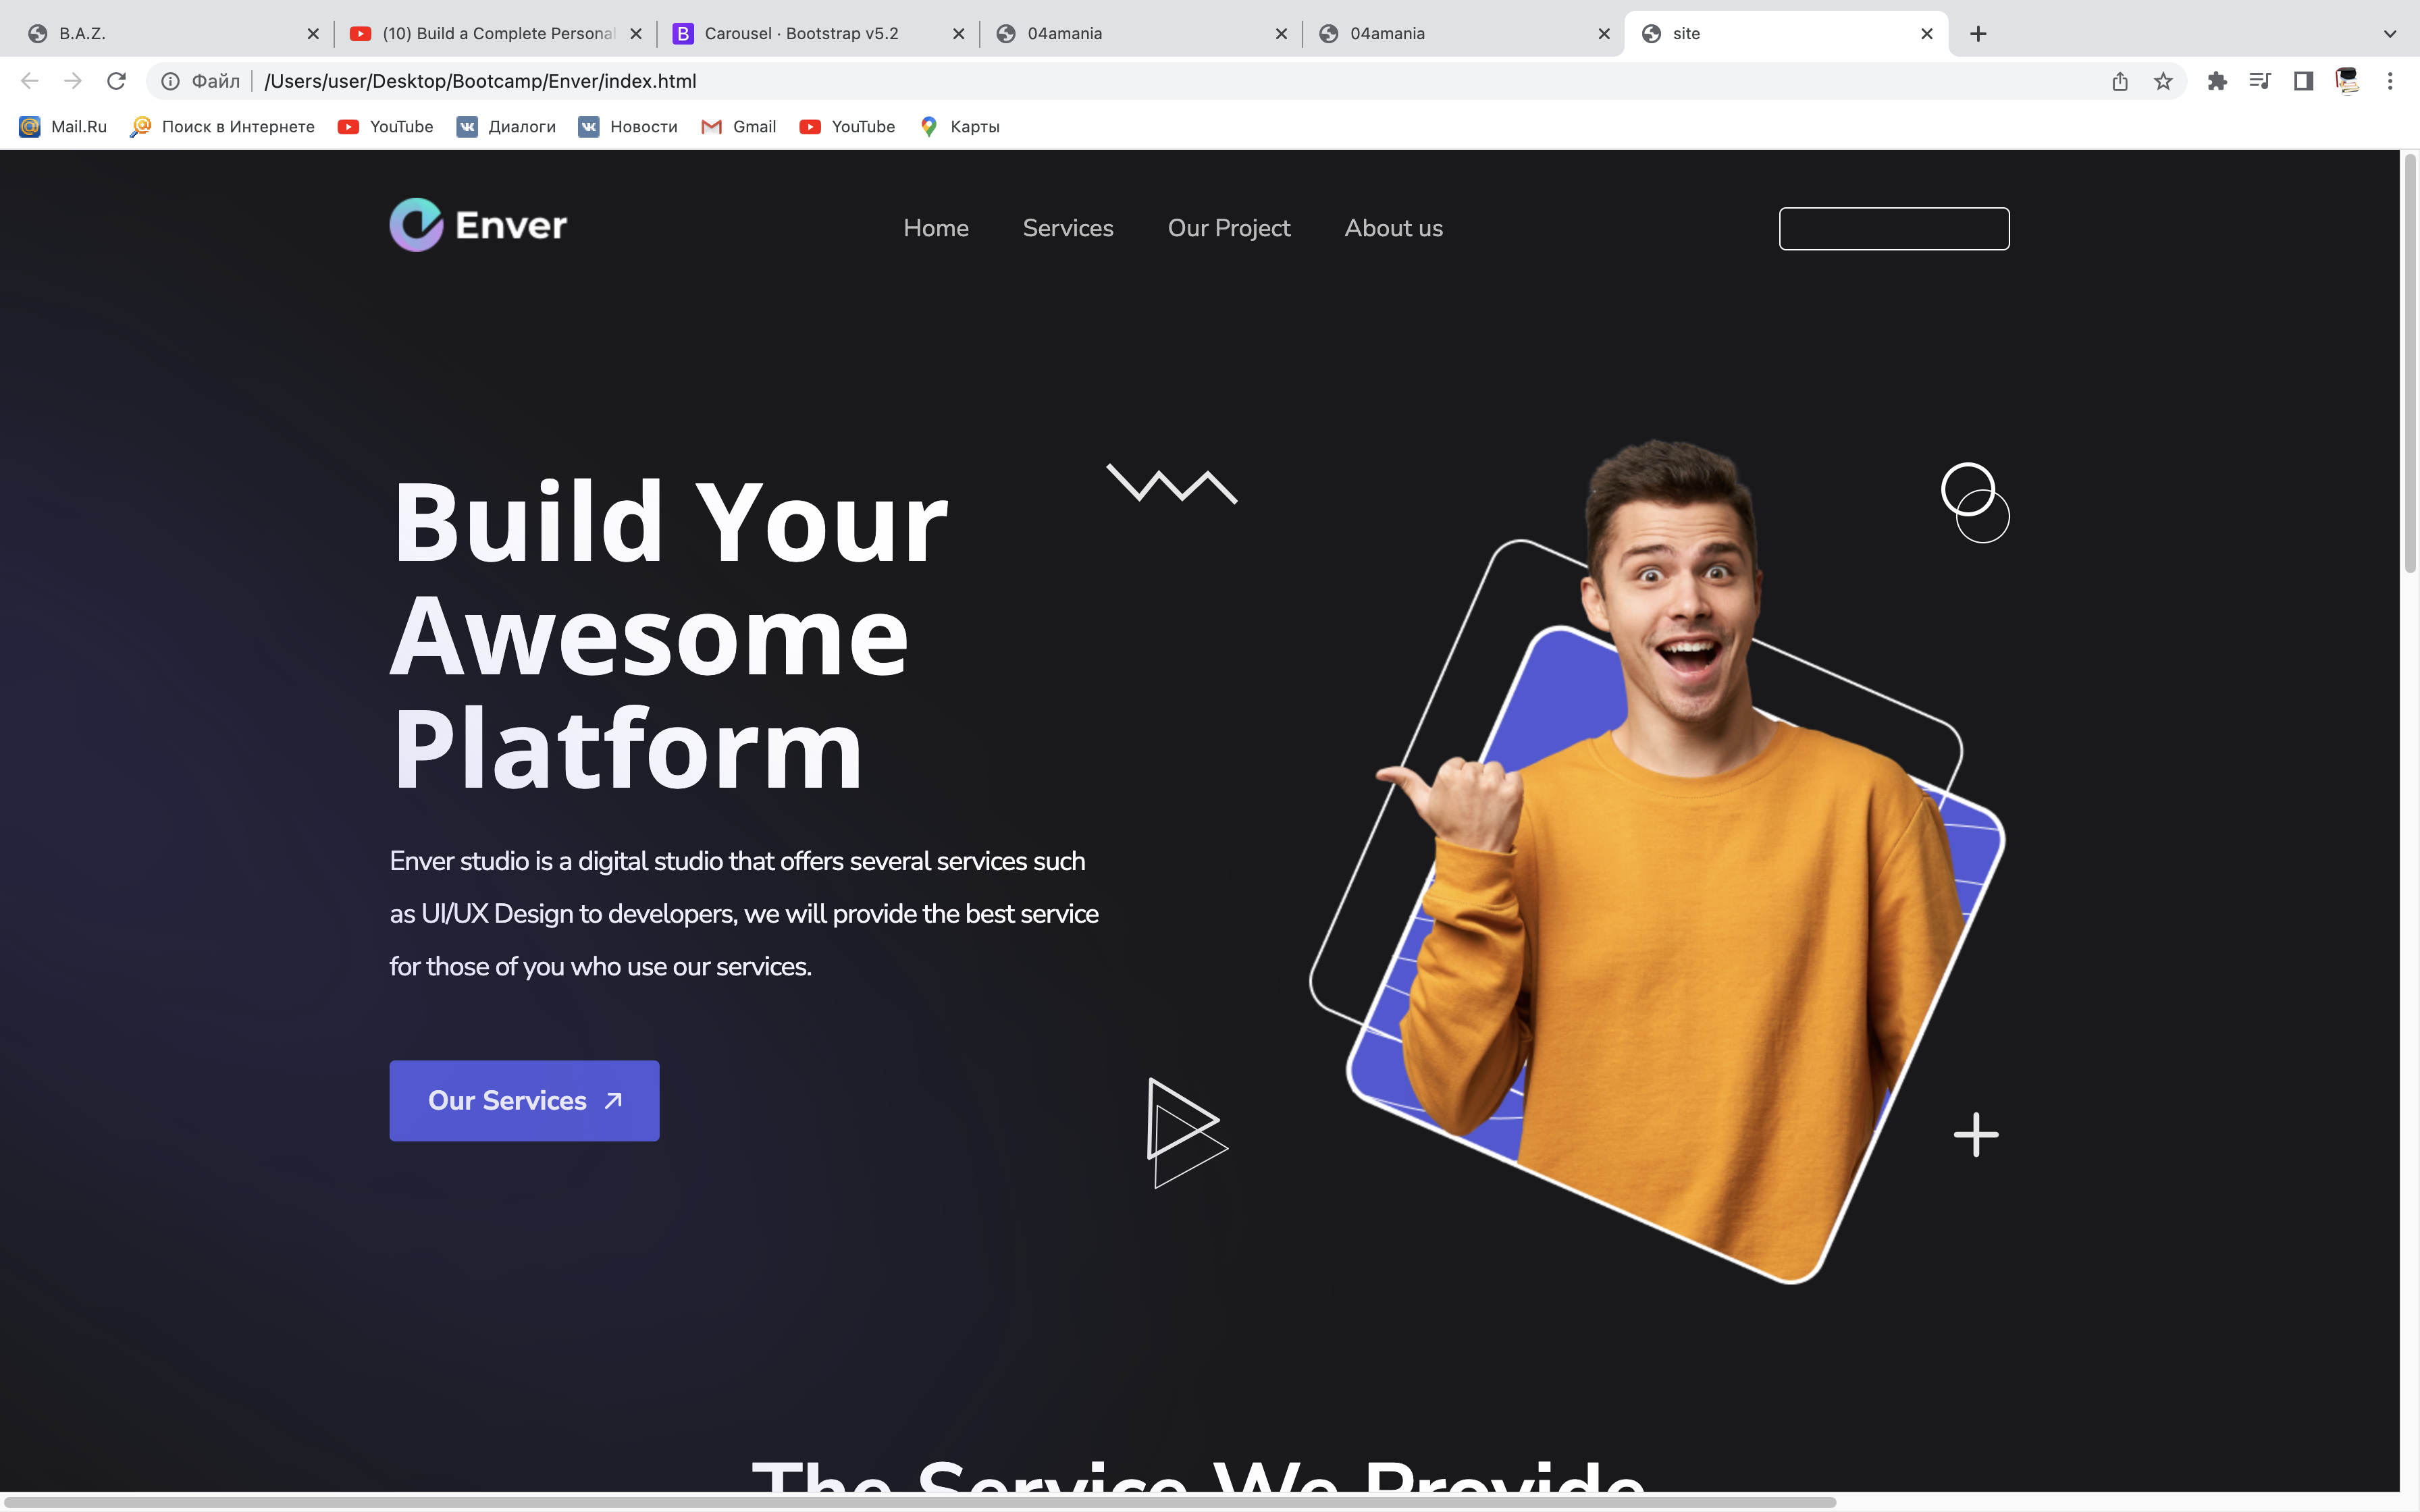 B.A.Z.
(10) Build a Complete Personal
Carousel · Bootstrap v5.2
04amania
04amania
site
Файл
/Users/user/Desktop/Bootcamp/Enver/index.html
Mail.Ru
Поиск в Интернете
YouTube
Диалоги
Новости
Gmail
YouTube
Карты
Enver
Home
Services
Our Project
About us
Build Your
Awesome
Platform
Enver studio is a digital studio that offers several services such
as UI/UX Design to developers, we will provide the best service
for those of you who use our services.
Our Services
The Service We Provide